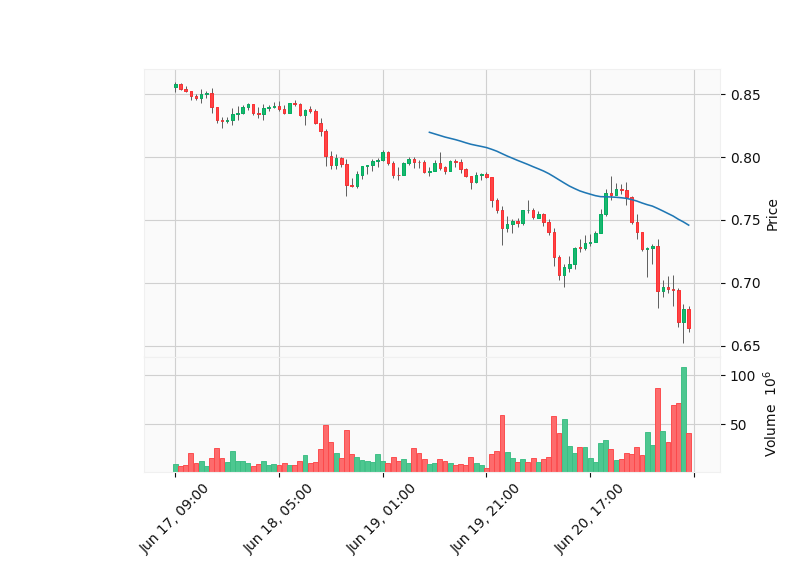 0.85
0.80
0.75
0.70
0.65
Price
100
50
Volume 10^6
Jun 17, 09:00
Jun 18, 05:00
Jun 19, 01:00
Jun 19, 21:00
Jun 20, 17:00